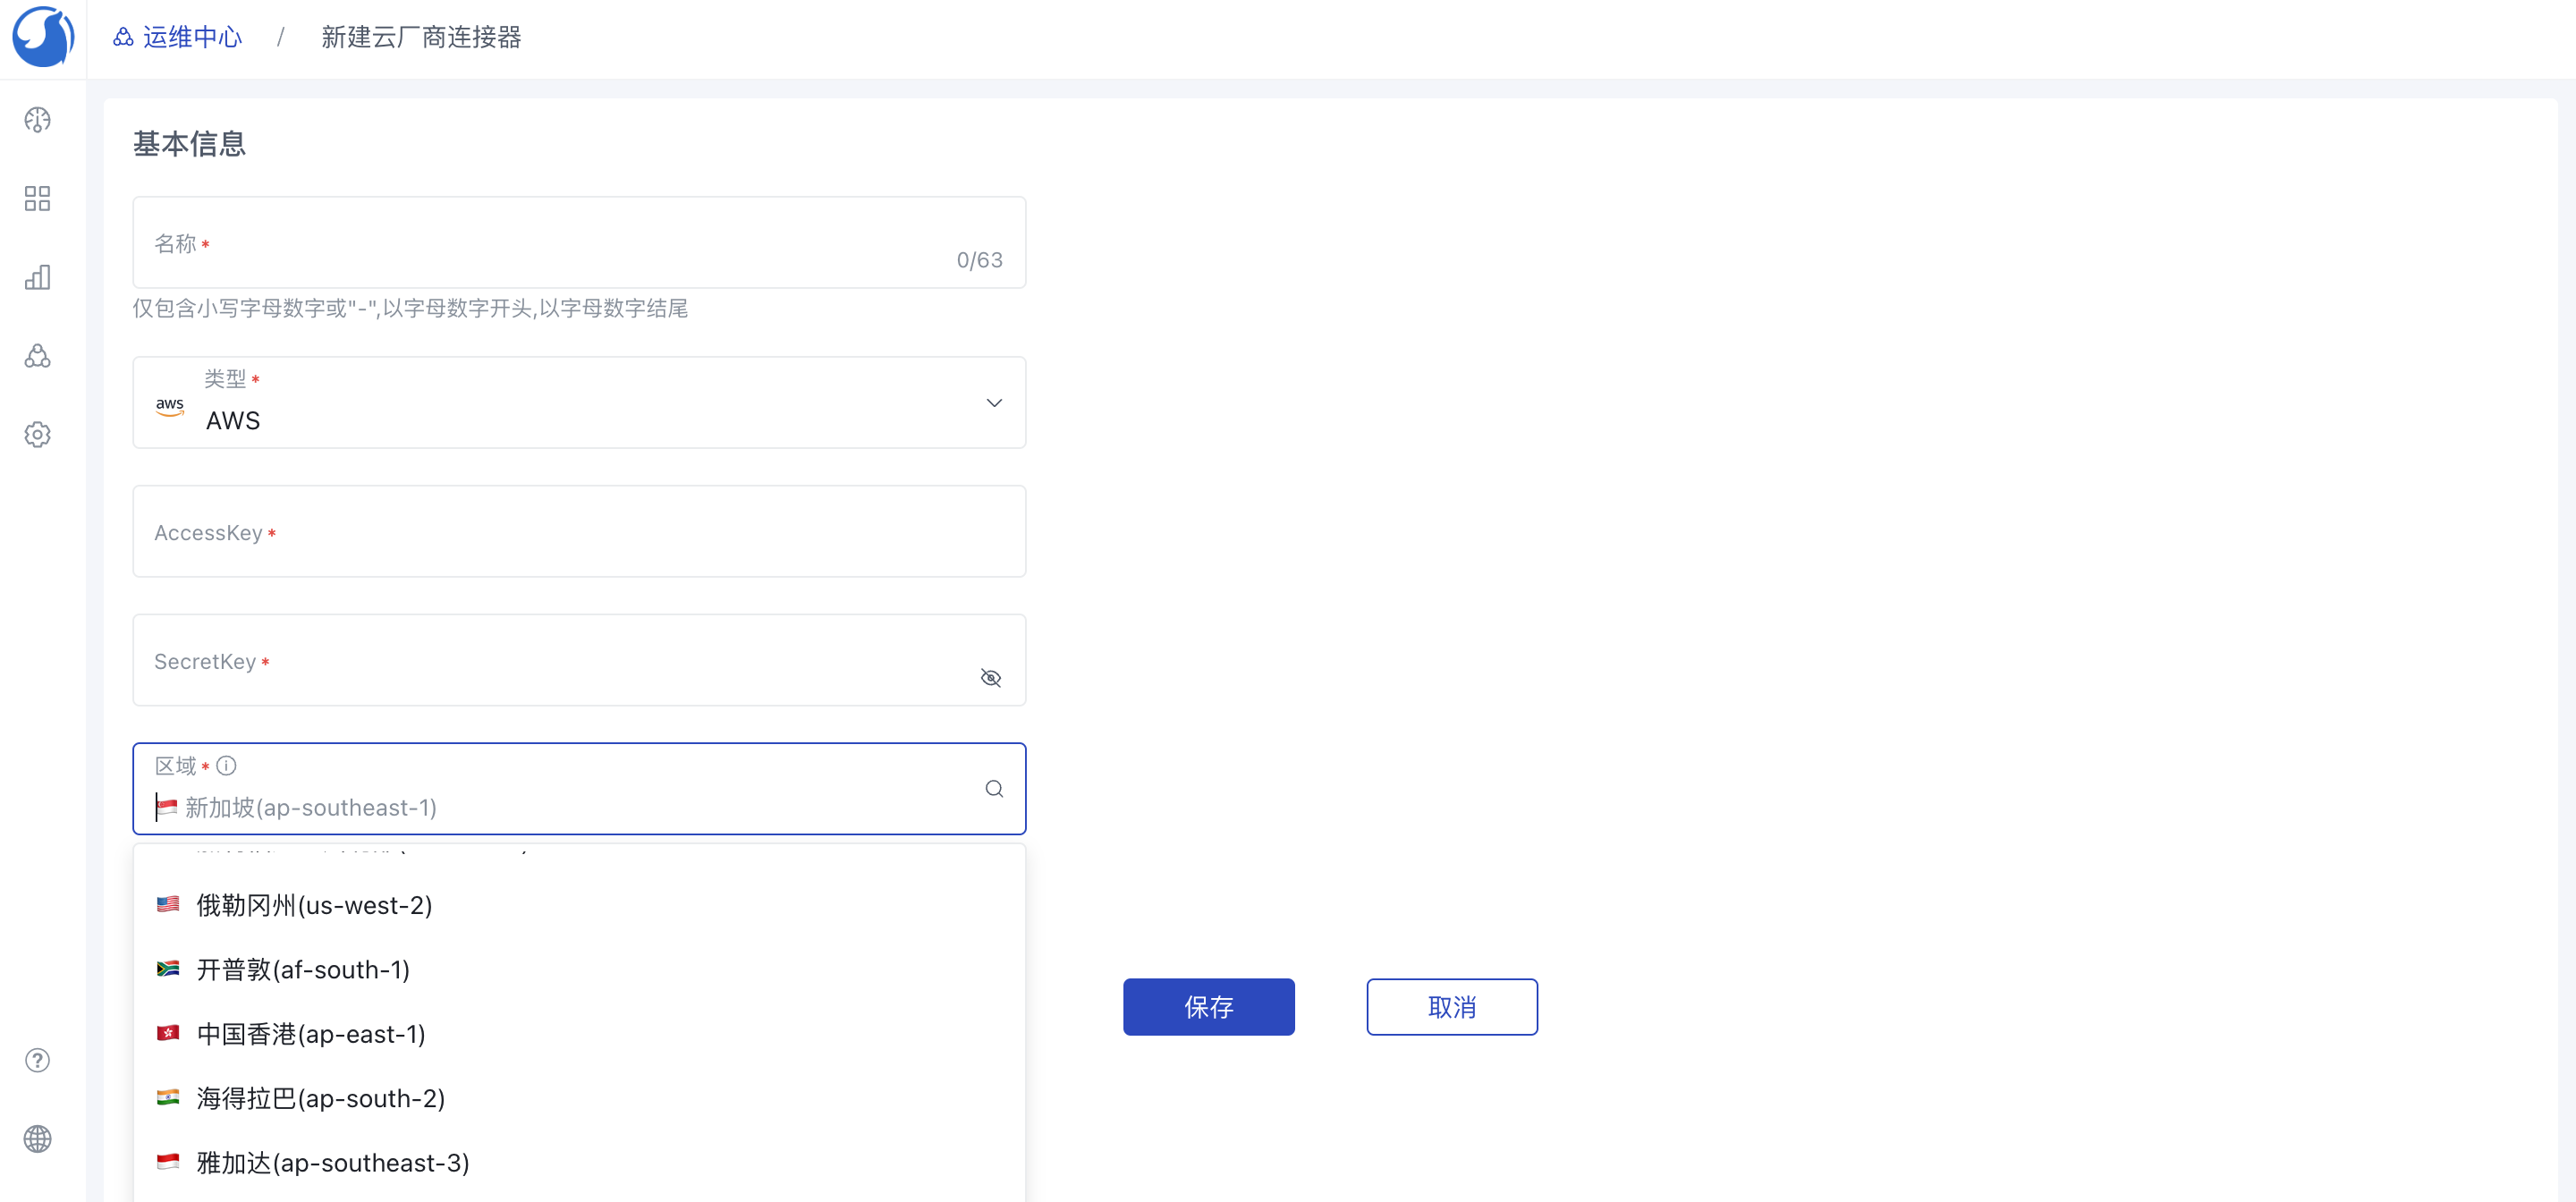 运维中心 / 新建云厂商连接器
基本信息
名称*
0/63
仅包含小写字母数字或"-",以字母数字开头,以字母数字结尾
类型*
aws
AWS
AccessKey*
SecretKey*
区域*
新加坡(ap-southeast-1)
俄勒冈州(us-west-2)
开普敦(af-south-1)
中国香港(ap-east-1)
海得拉巴(ap-south-2)
雅加达(ap-southeast-3)
保存
取消